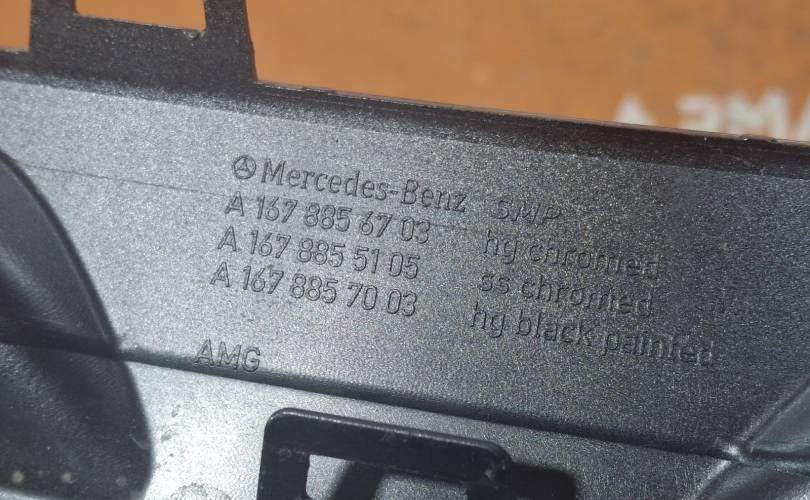 Mercedes-Benz SMP
A 167 885 67 03 hg chromed
A 167 885 51 05 ss chromed
A 167 885 70 03 hg black painted
AMG